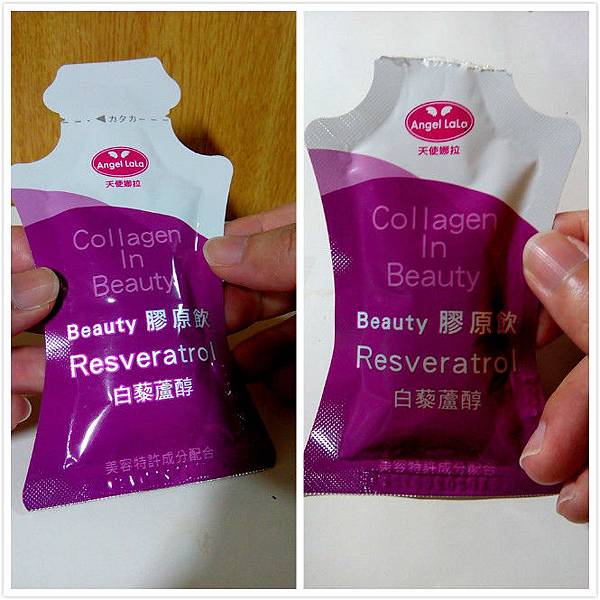 ◀カタカ
Angel LaLa
天使娜拉
Collagen
In
Beauty
Beauty 膠原飲
Resveratrol
白藜蘆醇
美容特許成分配合
Angel LaLa
天使娜拉
Collagen
In
Beauty
Beauty 膠原飲
Resveratrol
白藜蘆醇
美容特許成分配合